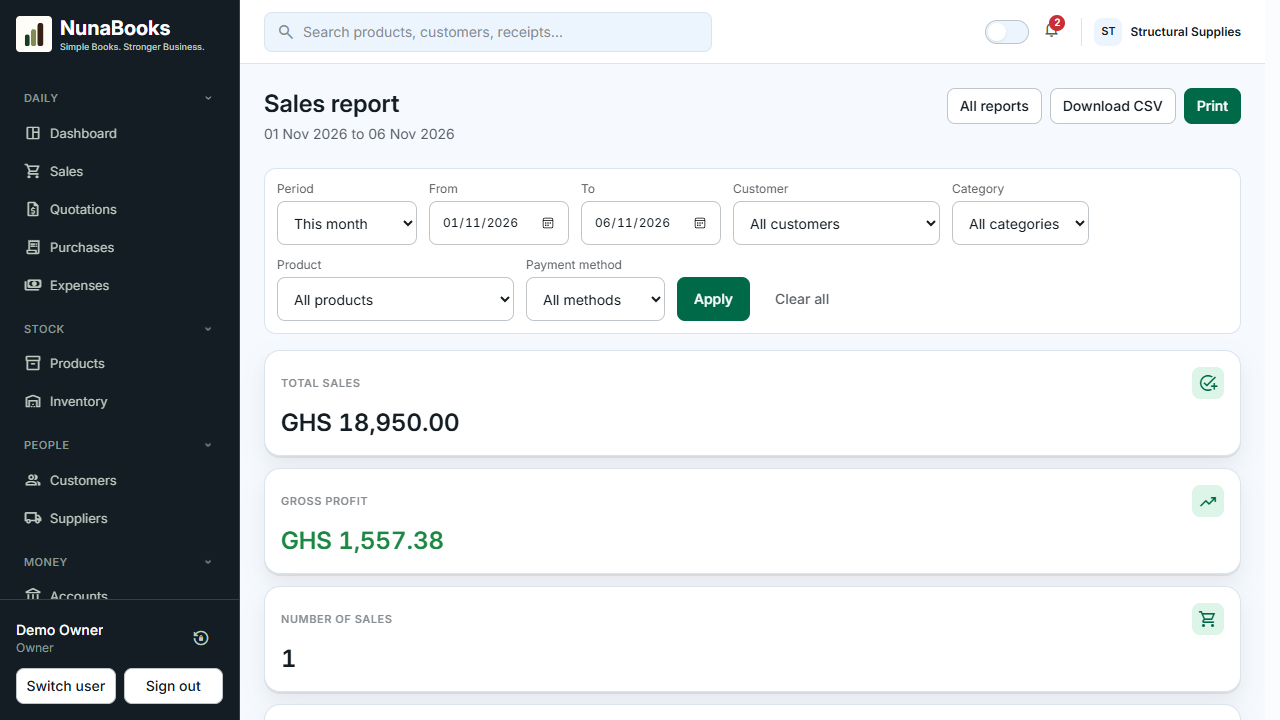 NunaBooks
Simple Books. Stronger Business.
DAILY
Dashboard
Sales
Quotations
Purchases
Expenses
STOCK
Products
Inventory
PEOPLE
Customers
Suppliers
MONEY
Accounts
Demo Owner
Owner
Switch user
Sign out
Search products, customers, receipts...
2
ST
Structural Supplies
Sales report
01 Nov 2026 to 06 Nov 2026
All reports
Download CSV
Print
Period
From
To
Customer
Category
This month
01/11/2026
06/11/2026
All customers
All categories
Product
Payment method
All products
All methods
Apply
Clear all
TOTAL SALES
GHS 18,950.00
GROSS PROFIT
GHS 1,557.38
NUMBER OF SALES
1